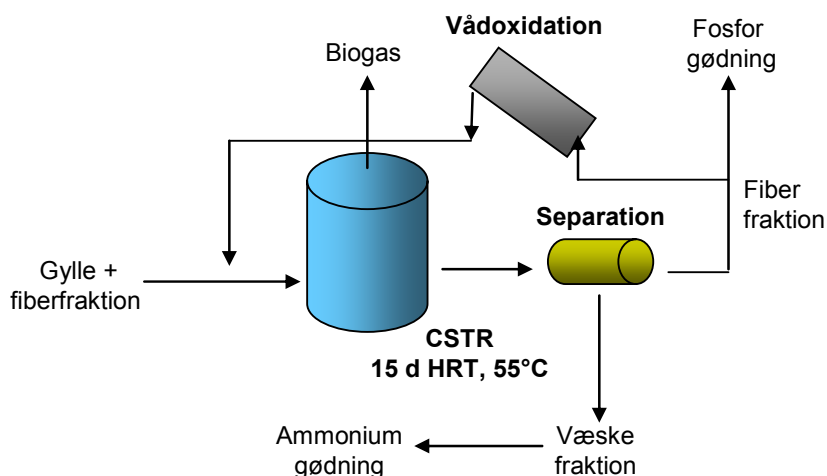 Vådoxidation
Fosfor
gødning
Biogas
Fiber
fraktion
Separation
Gylle +
fiberfraktion
CSTR
15 d HRT, 55°C
Ammonium
gødning
Væske
fraktion